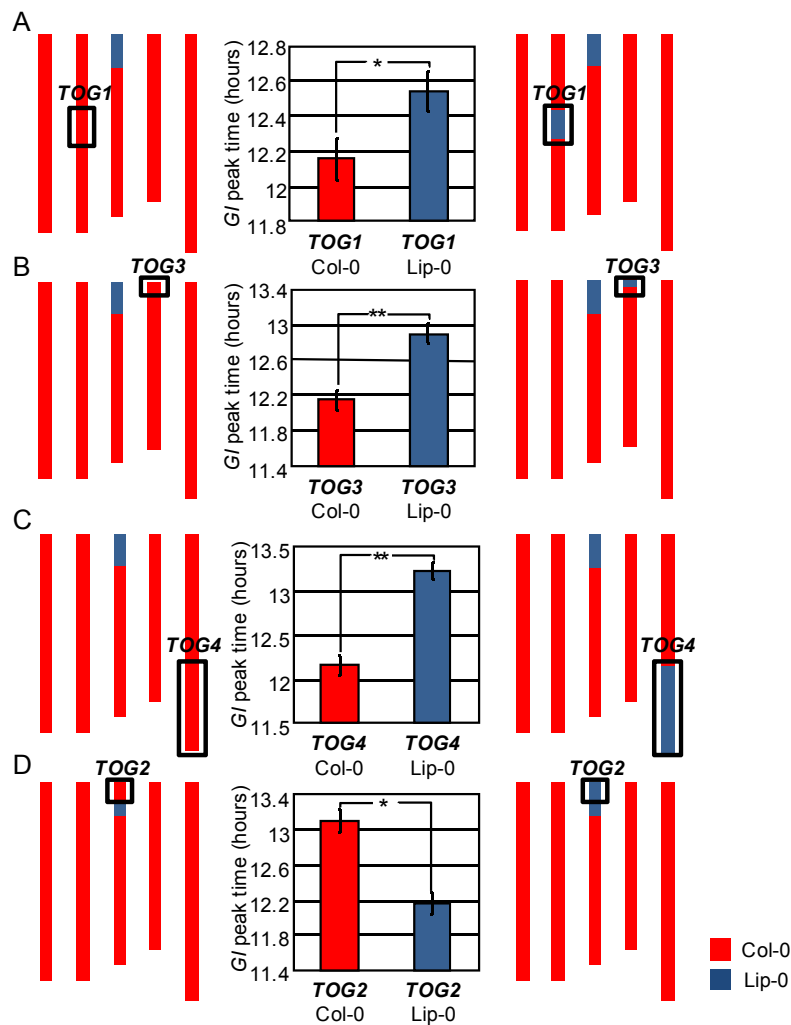 A
TOG1
GI peak time (hours)
12.8
12.6
12.4
12.2
12
11.8
*
TOG1 TOG1
Col-0 Lip-0
TOG1
B
TOG3
GI peak time (hours)
13.4
13
12.6
12.2
11.8
11.4
**
TOG3 TOG3
Col-0 Lip-0
TOG3
C
TOG4
GI peak time (hours)
13.5
13
12.5
12
11.5
**
TOG4 TOG4
Col-0 Lip-0
TOG4
D
TOG2
GI peak time (hours)
13.4
13
12.6
12.2
11.8
11.4
*
TOG2 TOG2
Col-0 Lip-0
TOG2
Col-0
Lip-0